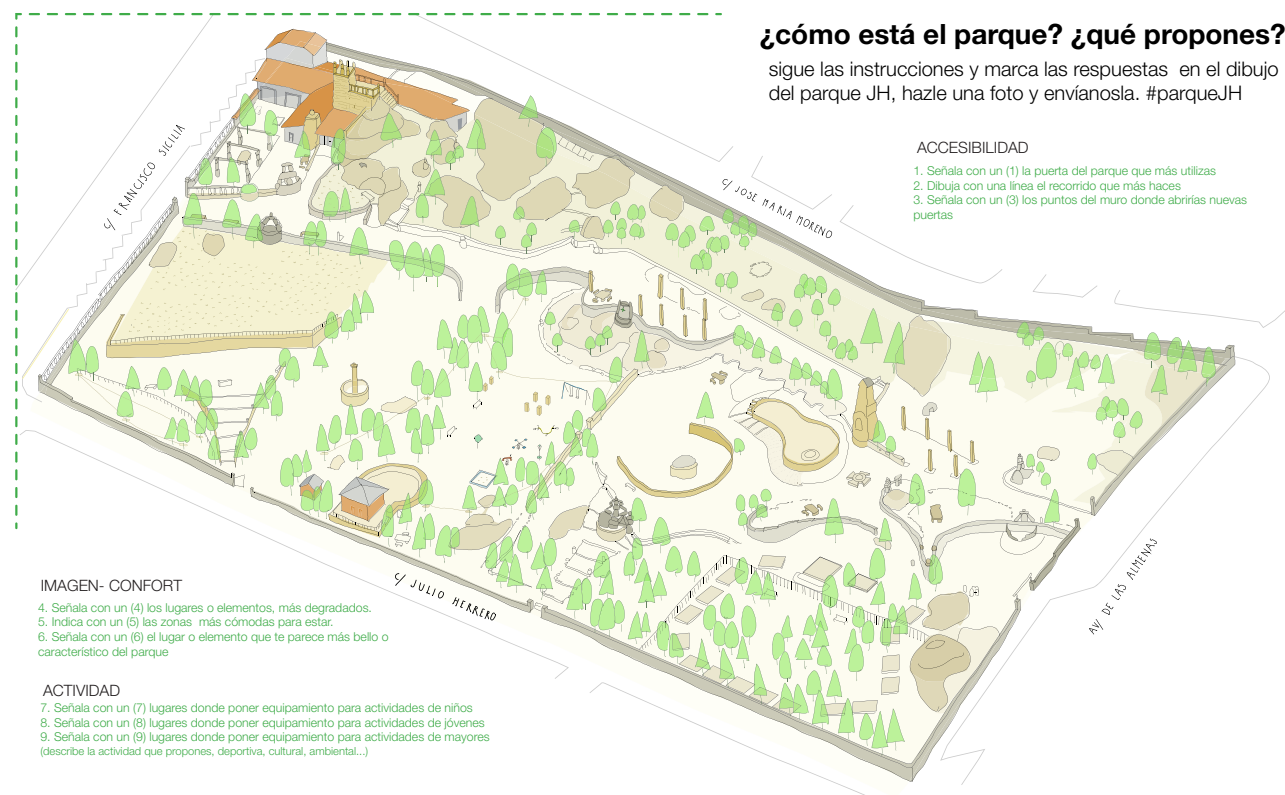 ¿cómo está el parque? ¿qué propones?
sigue las instrucciones y marca las respuestas en el dibujo
del parque JH, hazle una foto y envíanosla. #parqueJH
ACCESIBILIDAD
1. Señala con un (1) la puerta del parque que más utilizas
2. Dibuja con una línea el recorrido que más haces
3. Señala con un (3) los puntos del muro donde abrirías nuevas
puertas
C/ FRANCISCO SICILIA
C/ JOSE MARIA MORENO
C/ JULIO HERRERO
AV/ DE LAS ALMENAS
IMAGEN- CONFORT
4. Señala con un (4) los lugares o elementos, más degradados.
5. Indica con un (5) las zonas más cómodas para estar.
6. Señala con un (6) el lugar o elemento que te parece más bello o
característico del parque
ACTIVIDAD
7. Señala con un (7) lugares donde poner equipamiento para actividades de niños
8. Señala con un (8) lugares donde poner equipamiento para actividades de jóvenes
9. Señala con un (9) lugares donde poner equipamiento para actividades de mayores
(describe la actividad que propones, deportiva, cultural, ambiental...)